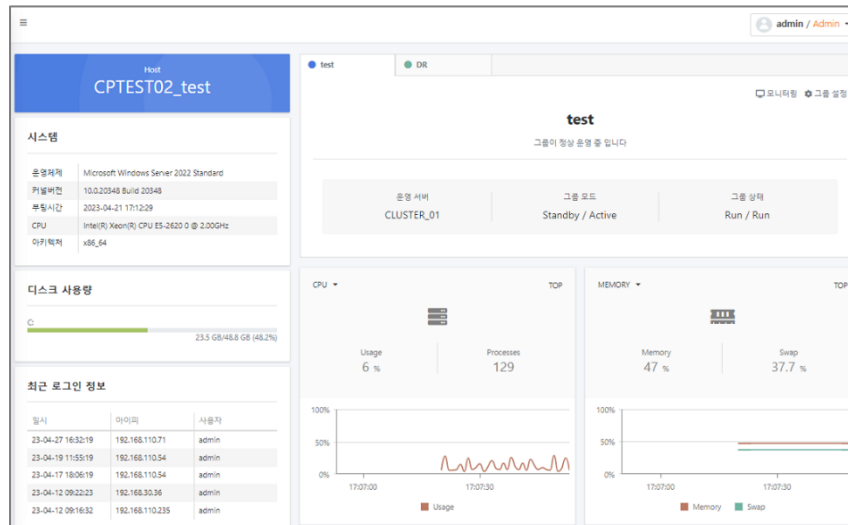 admin / Admin
Host
CPTEST02_test
시스템
운영체제 Microsoft Windows Server 2022 Standard
커널버전 10.0.20348 Build 20348
부팅시간 2023-04-21 17:12:29
CPU Intel(R) Xeon(R) CPU E5-2620 0 @ 2.00GHz
아키텍처 x86_64
디스크 사용량
C:
23.5 GB/48.8 GB (48.2%)
최근 로그인 정보
일시 아이피 사용자
23-04-27 16:32:19 192.168.110.71 admin
23-04-19 11:55:19 192.168.110.54 admin
23-04-17 18:06:19 192.168.110.54 admin
23-04-12 09:22:23 192.168.30.36 admin
23-04-12 09:16:32 192.168.110.235 admin
test DR
모니터링 그룹 설정
test
그룹이 정상 운영 중 입니다
운영 서버 그룹 모드 그룹 상태
CLUSTER_01 Standby / Active Run / Run
CPU TOP
Usage Processes
6 % 129
100%
50%
0%
17:07:00 17:07:30
Usage
MEMORY TOP
Memory Swap
47 % 37.7 %
100%
50%
0%
17:07:00 17:07:30
Memory Swap